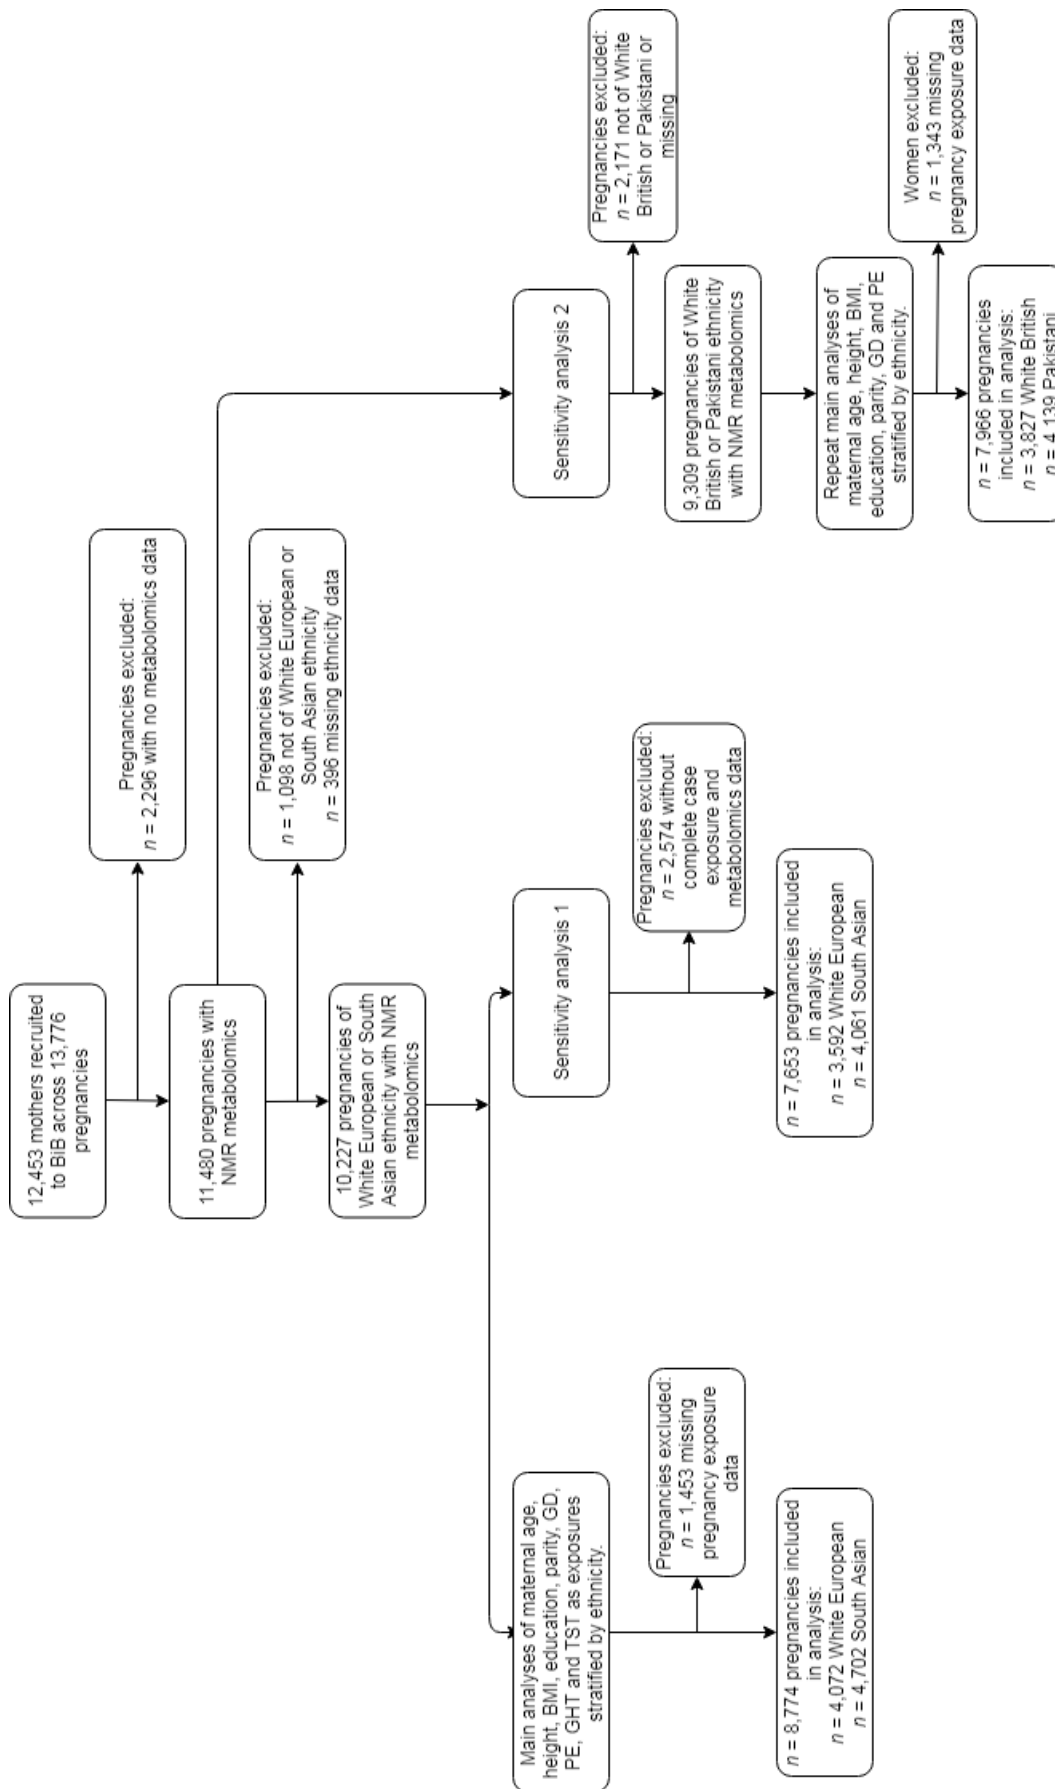 12,453 mothers recruited
to BiB across 13,776
pregnancies
Pregnancies excluded:
n = 2,296 with no metabolomics data
11,480 pregnancies with
NMR metabolomics
Pregnancies excluded:
n = 1,098 not of White European or
South Asian ethnicity
n = 396 missing ethnicity data
10,227 pregnancies of
White European or South
Asian ethnicity with NMR
metabolomics
Main analyses of maternal age,
height, BMI, education, parity, GD,
PE, GHT and TST as exposures
stratified by ethnicity.
Pregnancies excluded:
n = 1,453 missing
pregnancy exposure
data
n = 8,774 pregnancies included
in analysis:
n = 4,072 White European
n = 4,702 South Asian
Sensitivity analysis 1
Pregnancies excluded:
n = 2,574 without
complete case
exposure and
metabolomics data
n = 7,653 pregnancies included
in analysis:
n = 3,592 White European
n = 4,061 South Asian
Sensitivity analysis 2
Pregnancies excluded:
n = 2,171 not of White
British or Pakistani or
missing
9,309 pregnancies of White
British or Pakistani ethnicity
with NMR metabolomics
Repeat main analyses of
maternal age, height, BMI,
education, parity, GD and PE
stratified by ethnicity.
Women excluded:
n = 1,343 missing
pregnancy exposure data
n = 7,966 pregnancies
included in analysis:
n = 3,827 White British
n = 4,139 Pakistani